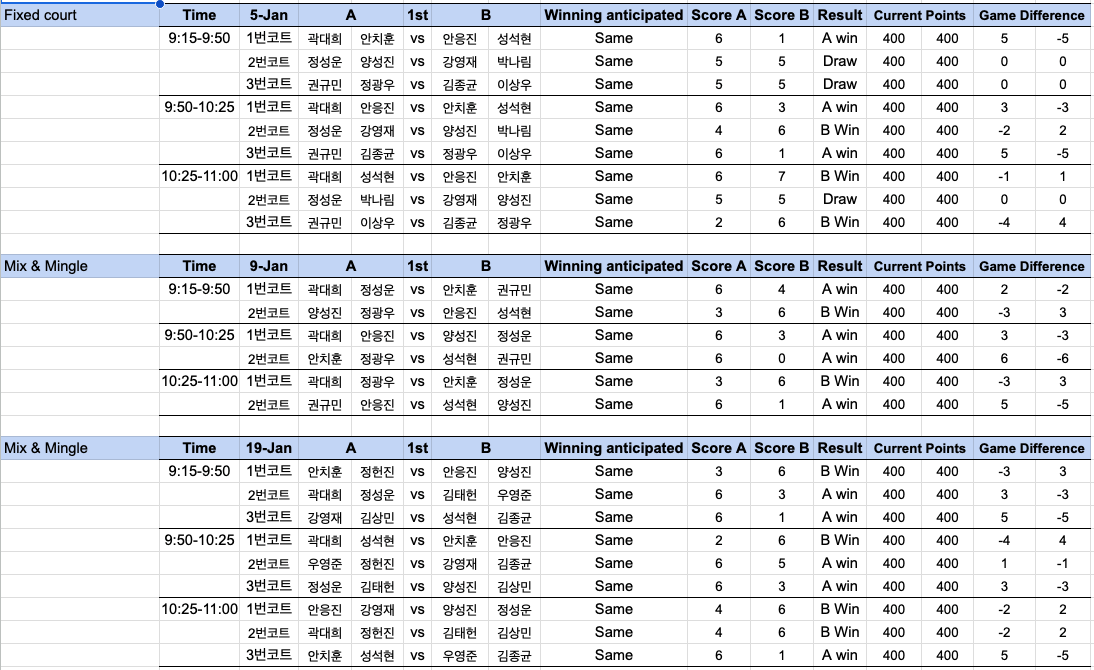 Fixed court Time 5-Jan A 1st B Winning anticipated Score A Score B Result Current Points Game Difference
9:15-9:50 1번코트 곽대희 안치훈 vs 안응진 성석현 Same 6 1 A win 400 400 5 -5
2번코트 정성운 양성진 vs 강영재 박나림 Same 5 5 Draw 400 400 0 0
3번코트 권규민 정광우 vs 김종균 이상우 Same 5 5 Draw 400 400 0 0
9:50-10:25 1번코트 곽대희 안응진 vs 안치훈 성석현 Same 6 3 A win 400 400 3 -3
2번코트 정성운 강영재 vs 양성진 박나림 Same 4 6 B Win 400 400 -2 2
3번코트 권규민 김종균 vs 정광우 이상우 Same 6 1 A win 400 400 5 -5
10:25-11:00 1번코트 곽대희 성석현 vs 안응진 안치훈 Same 6 7 B Win 400 400 -1 1
2번코트 정성운 박나림 vs 강영재 양성진 Same 5 5 Draw 400 400 0 0
3번코트 권규민 이상우 vs 김종균 정광우 Same 2 6 B Win 400 400 -4 4
Mix & Mingle Time 9-Jan A 1st B Winning anticipated Score A Score B Result Current Points Game Difference
9:15-9:50 1번코트 곽대희 정성운 vs 안치훈 권규민 Same 6 4 A win 400 400 2 -2
2번코트 양성진 정광우 vs 안응진 성석현 Same 3 6 B Win 400 400 -3 3
9:50-10:25 1번코트 곽대희 안응진 vs 양성진 정성운 Same 6 3 A win 400 400 3 -3
2번코트 안치훈 정광우 vs 성석현 권규민 Same 6 0 A win 400 400 6 -6
10:25-11:00 1번코트 곽대희 정광우 vs 안치훈 정성운 Same 3 6 B Win 400 400 -3 3
2번코트 권규민 안응진 vs 성석현 양성진 Same 6 1 A win 400 400 5 -5
Mix & Mingle Time 19-Jan A 1st B Winning anticipated Score A Score B Result Current Points Game Difference
9:15-9:50 1번코트 안치훈 정헌진 vs 안응진 양성진 Same 3 6 B Win 400 400 -3 3
2번코트 곽대희 정성운 vs 김태헌 우영준 Same 6 3 A win 400 400 3 -3
3번코트 강영재 김상민 vs 성석현 김종균 Same 6 1 A win 400 400 5 -5
9:50-10:25 1번코트 곽대희 성석현 vs 안치훈 안응진 Same 2 6 B Win 400 400 -4 4
2번코트 우영준 정헌진 vs 강영재 김종균 Same 6 5 A win 400 400 1 -1
3번코트 정성운 김태헌 vs 양성진 김상민 Same 6 3 A win 400 400 3 -3
10:25-11:00 1번코트 안응진 강영재 vs 양성진 정성운 Same 4 6 B Win 400 400 -2 2
2번코트 곽대희 정헌진 vs 김태헌 김상민 Same 4 6 B Win 400 400 -2 2
3번코트 안치훈 성석현 vs 우영준 김종균 Same 6 1 A win 400 400 5 -5